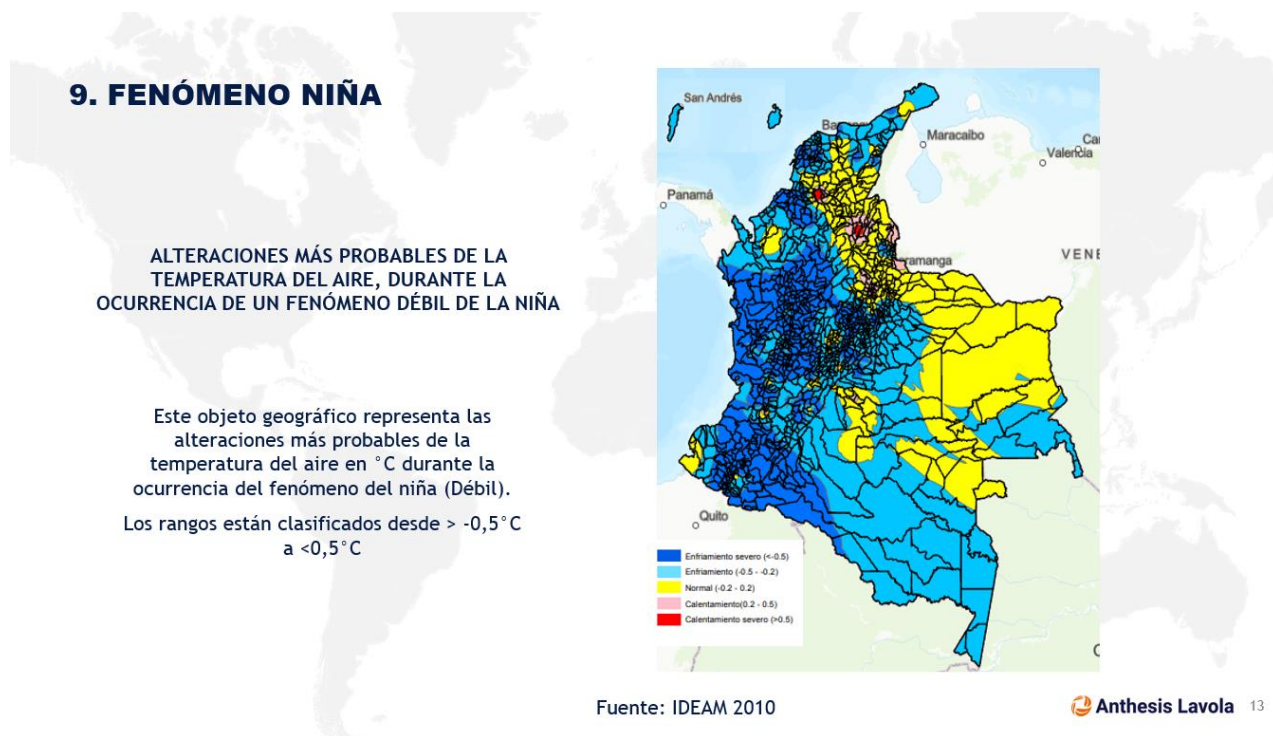 9. FENÓMENO NIÑA
ALTERACIONES MÁS PROBABLES DE LA
TEMPERATURA DEL AIRE, DURANTE LA
OCURRENCIA DE UN FENÓMENO DÉBIL DE LA NIÑA
Este objeto geográfico representa las
alteraciones más probables de la
temperatura del aire en °C durante la
ocurrencia del fenómeno del niña (Débil).
Los rangos están clasificados desde > -0,5°C
a <0,5°C
San Andrés
Maracaibo
Valencia
Panamá
VENE
ramanga
Quito
Enfriamiento severo (<-0.5)
Enfriamiento (-0.5 - -0.2)
Normal (-0.2 - 0.2)
Calentamiento(0.2 - 0.5)
Calentamiento severo (>0.5)
Fuente: IDEAM 2010
Anthesis Lavola
13